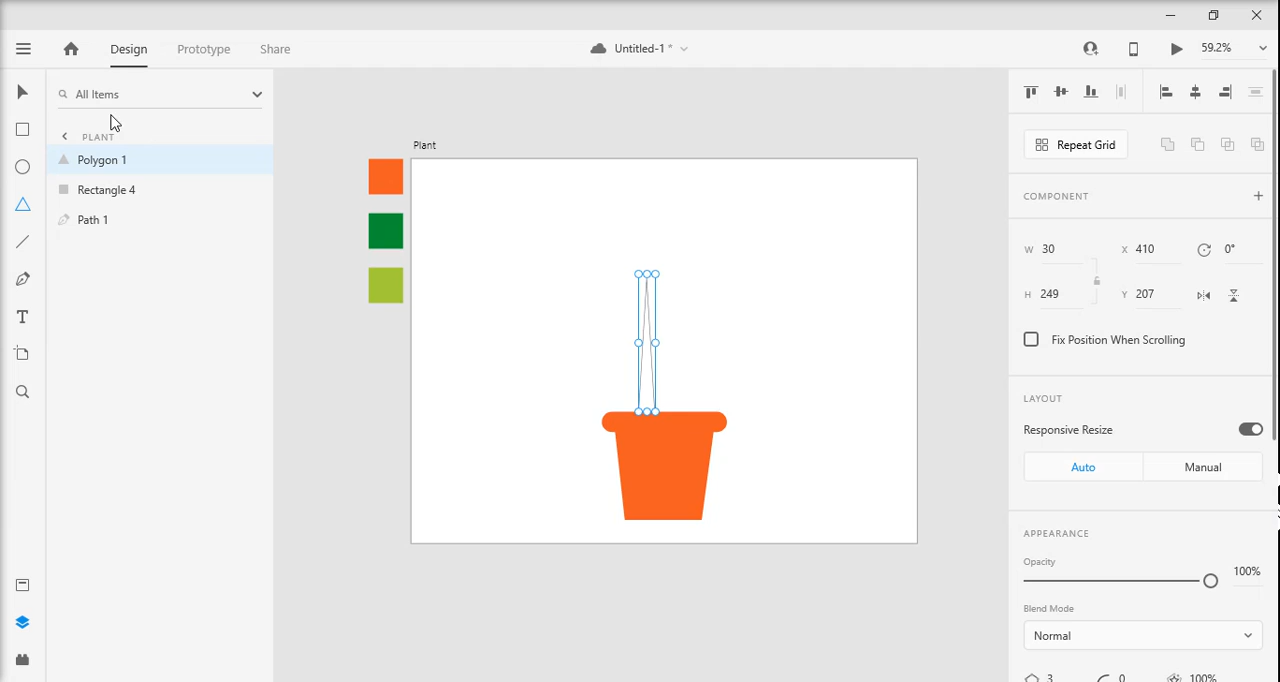 Design Prototype Share Untitled-1 * 59.2%
All Items
PLANT
Polygon 1
Rectangle 4
Path 1
Plant
Repeat Grid
COMPONENT
W 30 X 410 0°
H 249 Y 207
Fix Position When Scrolling
LAYOUT
Responsive Resize
Auto Manual
APPEARANCE
Opacity
100%
Blend Mode
Normal
3 0 100%
T